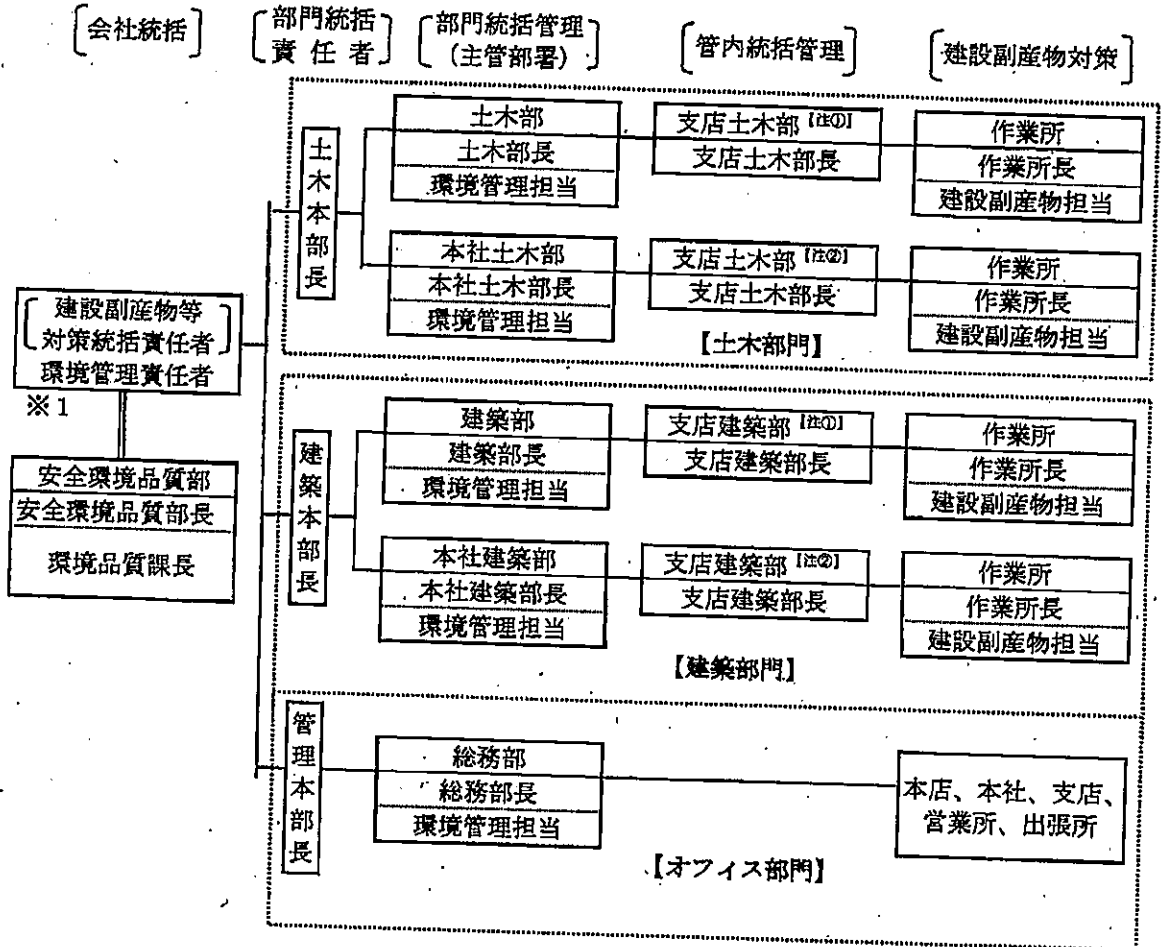 〔会社統括〕
〔部門統括
責任者〕
〔部門統括管理
(主管部署)〕
〔管内統括管理〕
〔建設副産物対策〕
〔建設副産物等
対策統括責任者〕
環境管理責任者
※1
安全環境品質部
安全環境品質部長
環境品質課長
土木本部長
土木部
土木部長
環境管理担当
支店土木部【注①】
支店土木部長
作業所
作業所長
建設副産物担当
本社土木部
本社土木部長
環境管理担当
支店土木部【注②】
支店土木部長
作業所
作業所長
建設副産物担当
【土木部門】
建築本部長
建築部
建築部長
環境管理担当
支店建築部【注①】
支店建築部長
作業所
作業所長
建設副産物担当
本社建築部
本社建築部長
環境管理担当
支店建築部【注②】
支店建築部長
作業所
作業所長
建設副産物担当
【建築部門】
管理本部長
総務部
総務部長
環境管理担当
本店、本社、支店、
営業所、出張所
【オフィス部門】